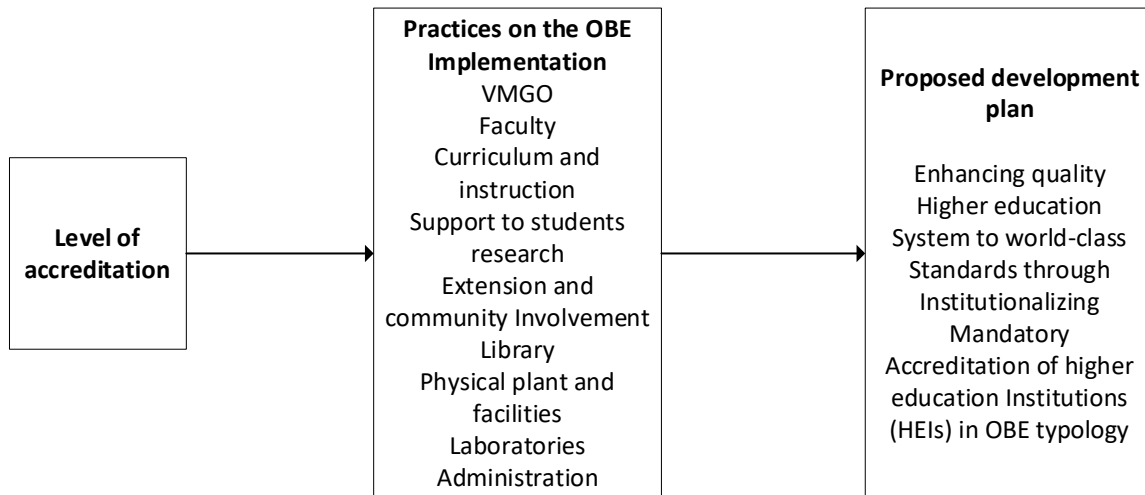 Level of
accreditation
Practices on the OBE
Implementation
VMGO
Faculty
Curriculum and
instruction
Support to students
research
Extension and
community Involvement
Library
Physical plant and
facilities
Laboratories
Administration
Proposed development
plan
Enhancing quality
Higher education
System to world-class
Standards through
Institutionalizing
Mandatory
Accreditation of higher
education Institutions
(HEIs) in OBE typology